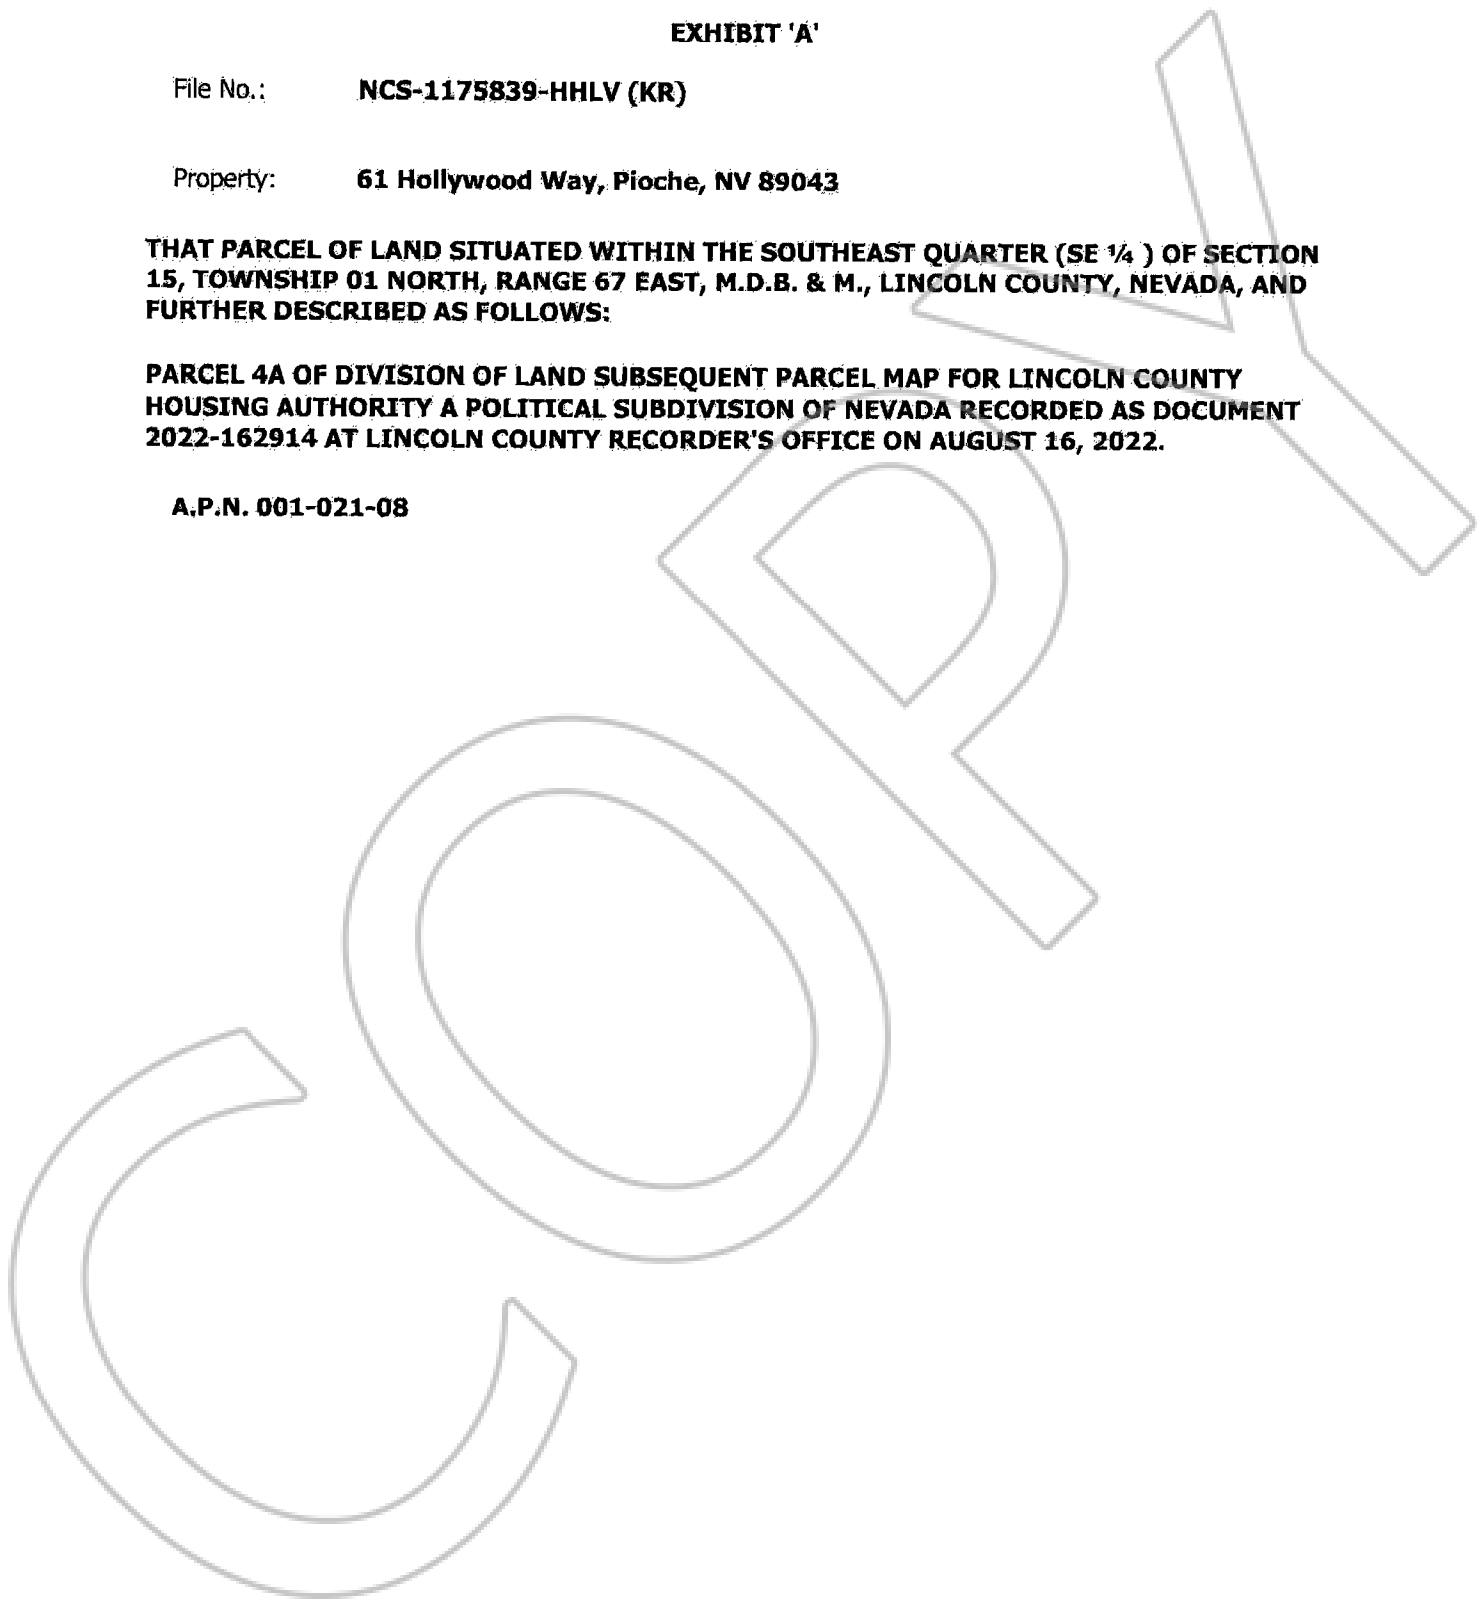 EXHIBIT 'A'
File No.: NCS-1175839-HHLV (KR)
Property: 61 Hollywood Way, Pioche, NV 89043
THAT PARCEL OF LAND SITUATED WITHIN THE SOUTHEAST QUARTER (SE ¼ ) OF SECTION
15, TOWNSHIP 01 NORTH, RANGE 67 EAST, M.D.B. & M., LINCOLN COUNTY, NEVADA, AND
FURTHER DESCRIBED AS FOLLOWS:
PARCEL 4A OF DIVISION OF LAND SUBSEQUENT PARCEL MAP FOR LINCOLN COUNTY
HOUSING AUTHORITY A POLITICAL SUBDIVISION OF NEVADA RECORDED AS DOCUMENT
2022-162914 AT LINCOLN COUNTY RECORDER'S OFFICE ON AUGUST 16, 2022.
A.P.N. 001-021-08
COPY